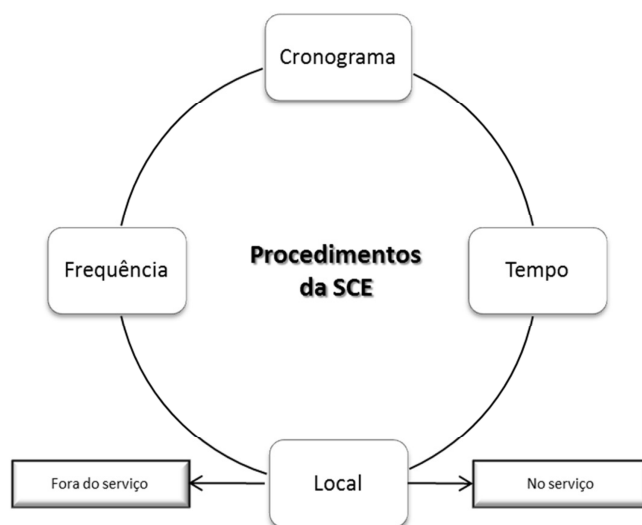 Cronograma
Frequência
Procedimentos
da SCE
Tempo
Fora do serviço
Local
No serviço